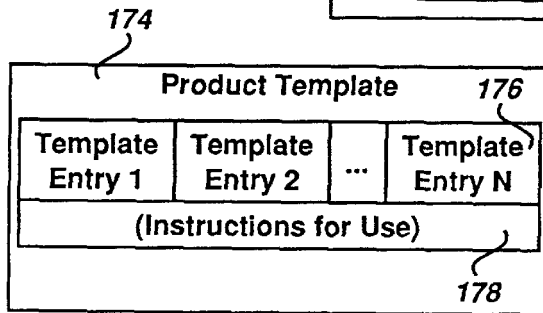 174
Product Template
176
Template Entry 1
Template Entry 2
...
Template Entry N
(Instructions for Use)
178